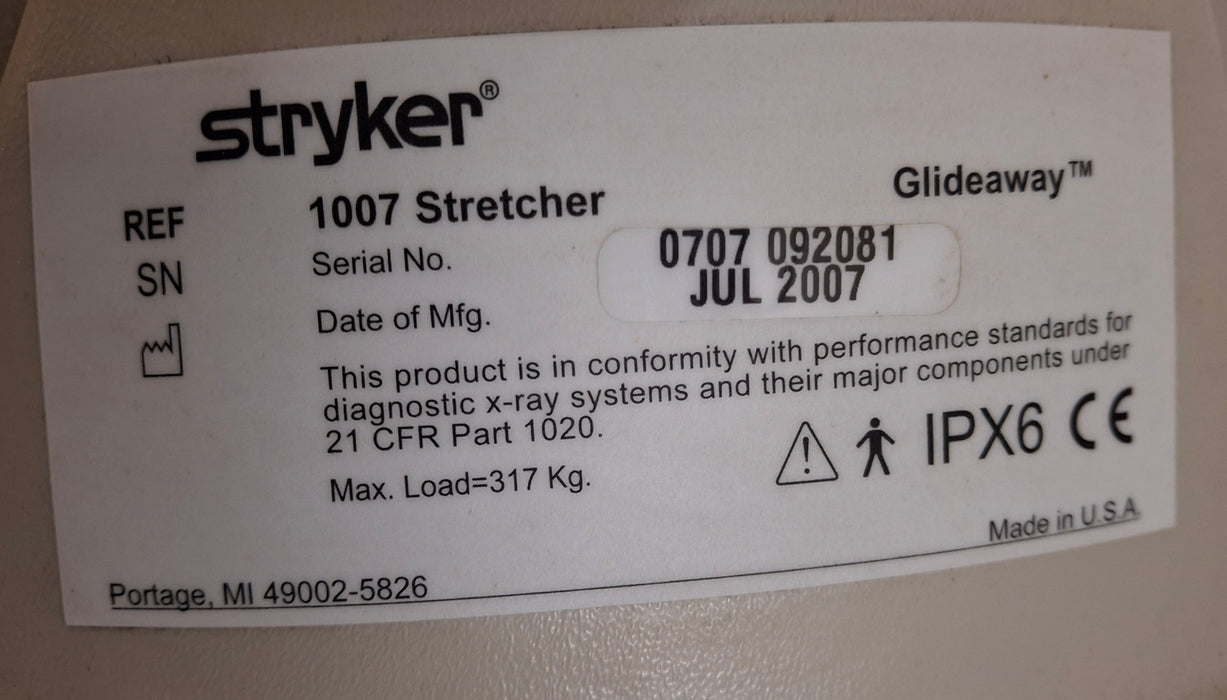 stryker®
Glideaway™
REF 1007 Stretcher
SN Serial No. 0707 092081
Date of Mfg. JUL 2007
This product is in conformity with performance standards for
diagnostic x-ray systems and their major components under
21 CFR Part 1020.
Max. Load=317 Kg.
IPX6 CE
Made in U.S.A.
Portage, MI 49002-5826